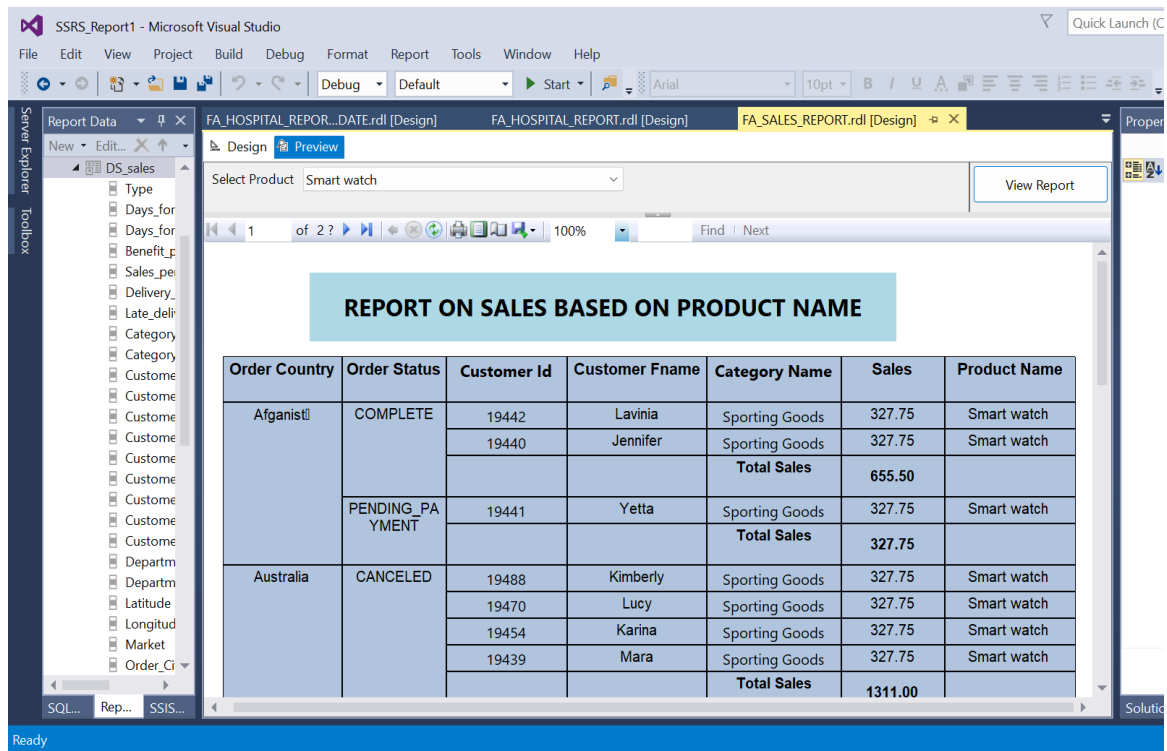 SSRS_Report1 - Microsoft Visual Studio
Quick Launch (C
File Edit View Project Build Debug Format Report Tools Window Help
Debug Default Start Arial 10pt B I U A
Server Explorer
Toolbox
Report Data
New Edit...
DS_sales
Type
Days_for
Days_for
Benefit_p
Sales_per
Delivery_
Late_deliv
Category
Category
Custome
Custome
Custome
Custome
Custome
Custome
Custome
Custome
Custome
Departm
Departm
Latitude
Longitud
Market
Order_Ci
SQL... Rep... SSIS...
FA_HOSPITAL_REPOR...DATE.rdl [Design] FA_HOSPITAL_REPORT.rdl [Design] FA_SALES_REPORT.rdl [Design]
Design Preview
Select Product Smart watch
View Report
1 of 2 ? 100% Find | Next
REPORT ON SALES BASED ON PRODUCT NAME
Order Country Order Status Customer Id Customer Fname Category Name Sales Product Name
Afganist COMPLETE 19442 Lavinia Sporting Goods 327.75 Smart watch
19440 Jennifer Sporting Goods 327.75 Smart watch
Total Sales 655.50
PENDING_PA
YMENT
19441 Yetta Sporting Goods 327.75 Smart watch
Total Sales 327.75
Australia CANCELED 19488 Kimberly Sporting Goods 327.75 Smart watch
19470 Lucy Sporting Goods 327.75 Smart watch
19454 Karina Sporting Goods 327.75 Smart watch
19439 Mara Sporting Goods 327.75 Smart watch
Total Sales 1311.00
Proper
Solutio
Ready